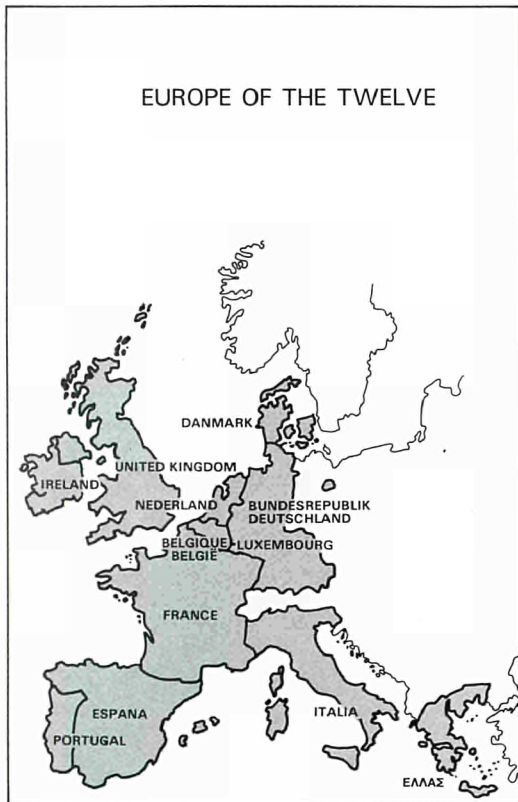 EUROPE OF THE TWELVE
DANMARK
UNITED KINGDOM
IRELAND
NEDERLAND
BUNDESREPUBLIK
DEUTSCHLAND
BELGIQUE
BELGIË
LUXEMBOURG
FRANCE
ESPANA
PORTUGAL
ITALIA
ΕΛΛΑΣ